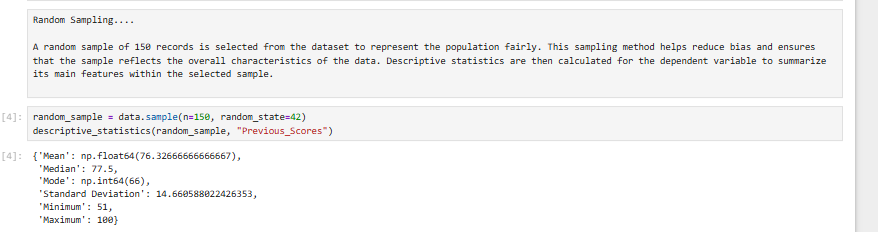 Random Sampling....
A random sample of 150 records is selected from the dataset to represent the population fairly. This sampling method helps reduce bias and ensures
that the sample reflects the overall characteristics of the data. Descriptive statistics are then calculated for the dependent variable to summarize
its main features within the selected sample.
[4]: random_sample = data.sample(n=150, random_state=42)
descriptive_statistics(random_sample, "Previous_Scores")
[4]: {'Mean': np.float64(76.32666666666667),
'Median': 77.5,
'Mode': np.int64(66),
'Standard Deviation': 14.660588022426353,
'Minimum': 51,
'Maximum': 100}